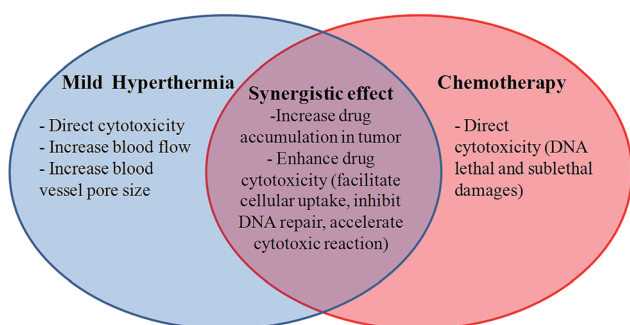 Mild Hyperthermia
- Direct cytotoxicity
- Increase blood flow
- Increase blood
vessel pore size
Synergistic effect
-Increase drug
accumulation in tumor
- Enhance drug
cytotoxicity (facilitate
cellular uptake, inhibit
DNA repair, accelerate
cytotoxic reaction)
Chemotherapy
- Direct
cytotoxicity (DNA
lethal and sublethal
damages)